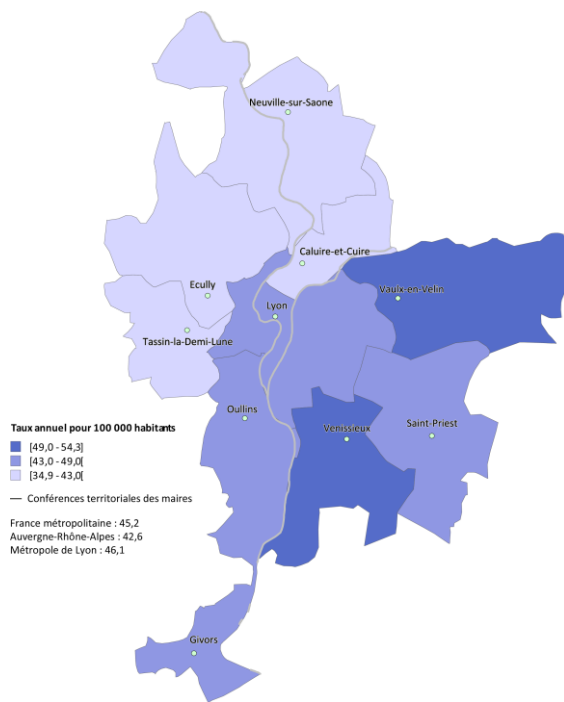 Neuville-sur-Saone
Caluire-et-Cuire
Vaulx-en-Velin
Ecully
Lyon
Tassin-la-Demi-Lune
Oullins
Vénissieux
Saint-Priest
Taux annuel pour 100 000 habitants
[49,0 - 54,3]
[43,0 - 49,0[
[34,9 - 43,0[
Conférences territoriales des maires
France métropolitaine : 45,2
Auvergne-Rhône-Alpes : 42,6
Métropole de Lyon : 46,1
Givors